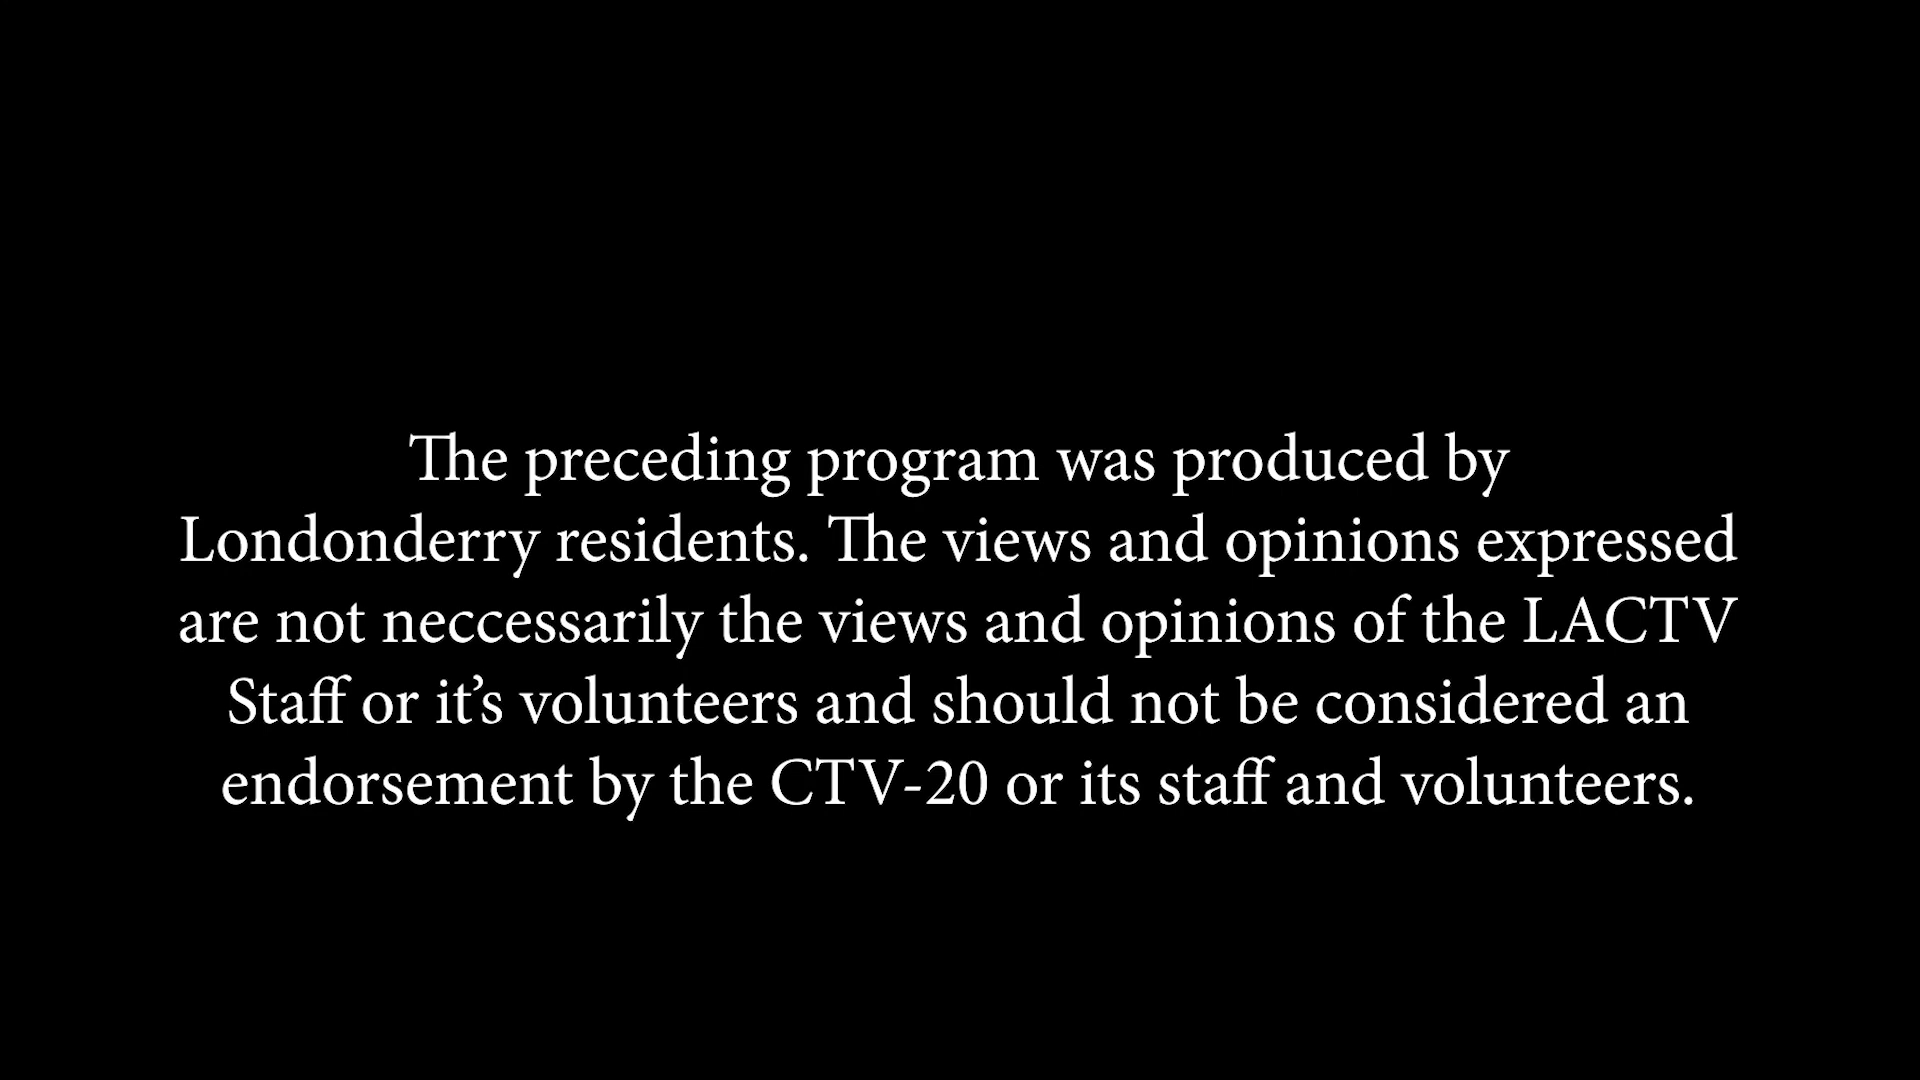 The preceding program was produced by
Londonderry residents. The views and opinions expressed
are not neccessarily the views and opinions of the LACTV
Staff or it’s volunteers and should not be considered an
endorsement by the CTV-20 or its staff and volunteers.